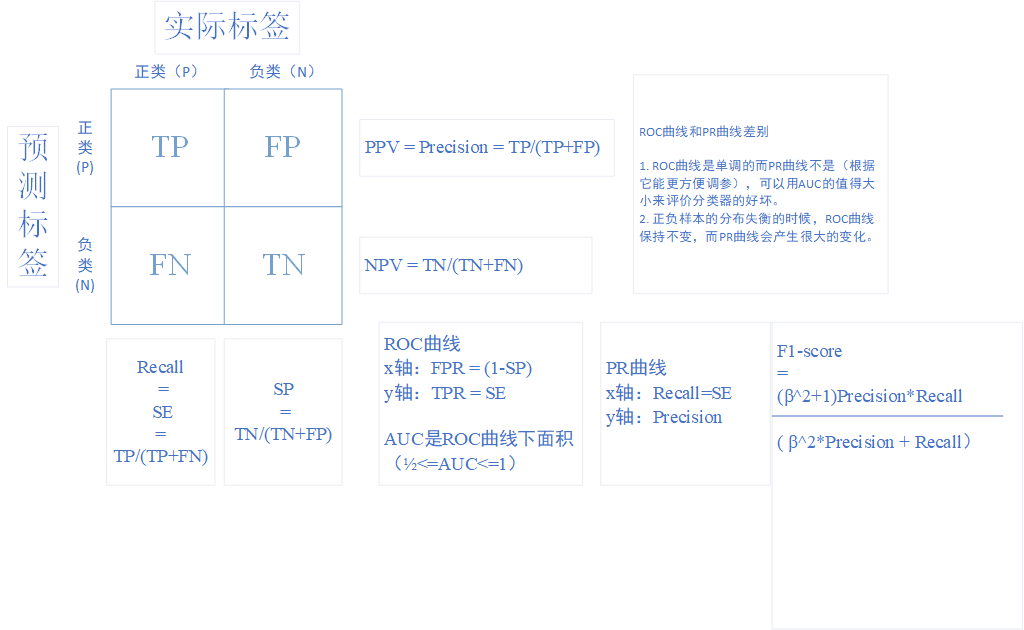 实际标签
正类（P）
负类（N）
预测标签
正类(P)
TP
FP
PPV = Precision = TP/(TP+FP)
负类(N)
FN
TN
NPV = TN/(TN+FN)
ROC曲线和PR曲线差别
1. ROC曲线是单调的而PR曲线不是（根据
它能更方便调参），可以用AUC的值得大
小来评价分类器的好坏。
2. 正负样本的分布失衡的时候，ROC曲线
保持不变，而PR曲线会产生很大的变化。
Recall
=
SE
=
TP/(TP+FN)
SP
=
TN/(TN+FP)
ROC曲线
x轴：FPR = (1-SP)
y轴：TPR = SE
AUC是ROC曲线下面积
（½<=AUC<=1）
PR曲线
x轴：Recall=SE
y轴：Precision
F1-score
=
(β^2+1)Precision*Recall
( β^2*Precision + Recall）